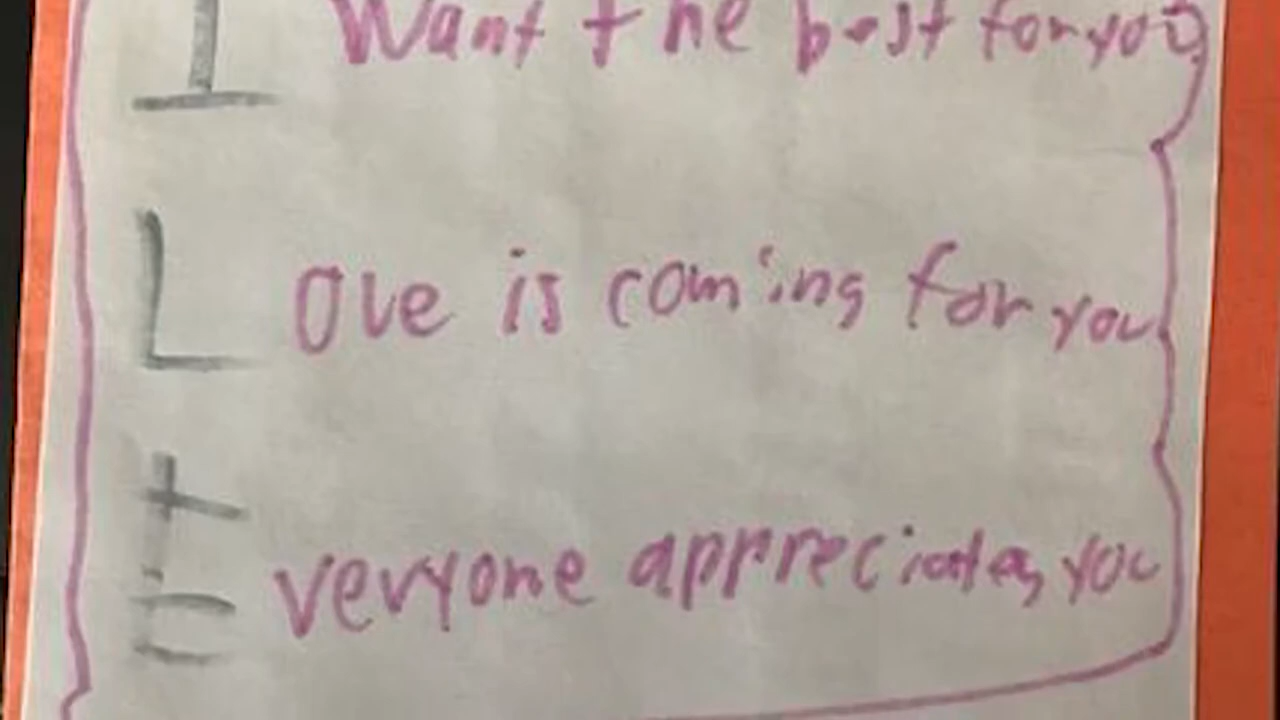 I Want the best for you
L Ove is coming for you
E veryone appreciates you